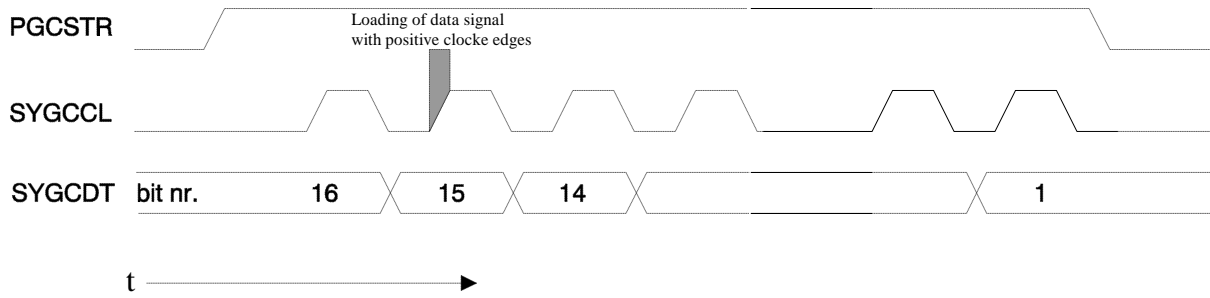 PGCSTR
Loading of data signal
with positive clocke edges
SYGCCL
SYGCDT bit nr. 16 15 14 1
t